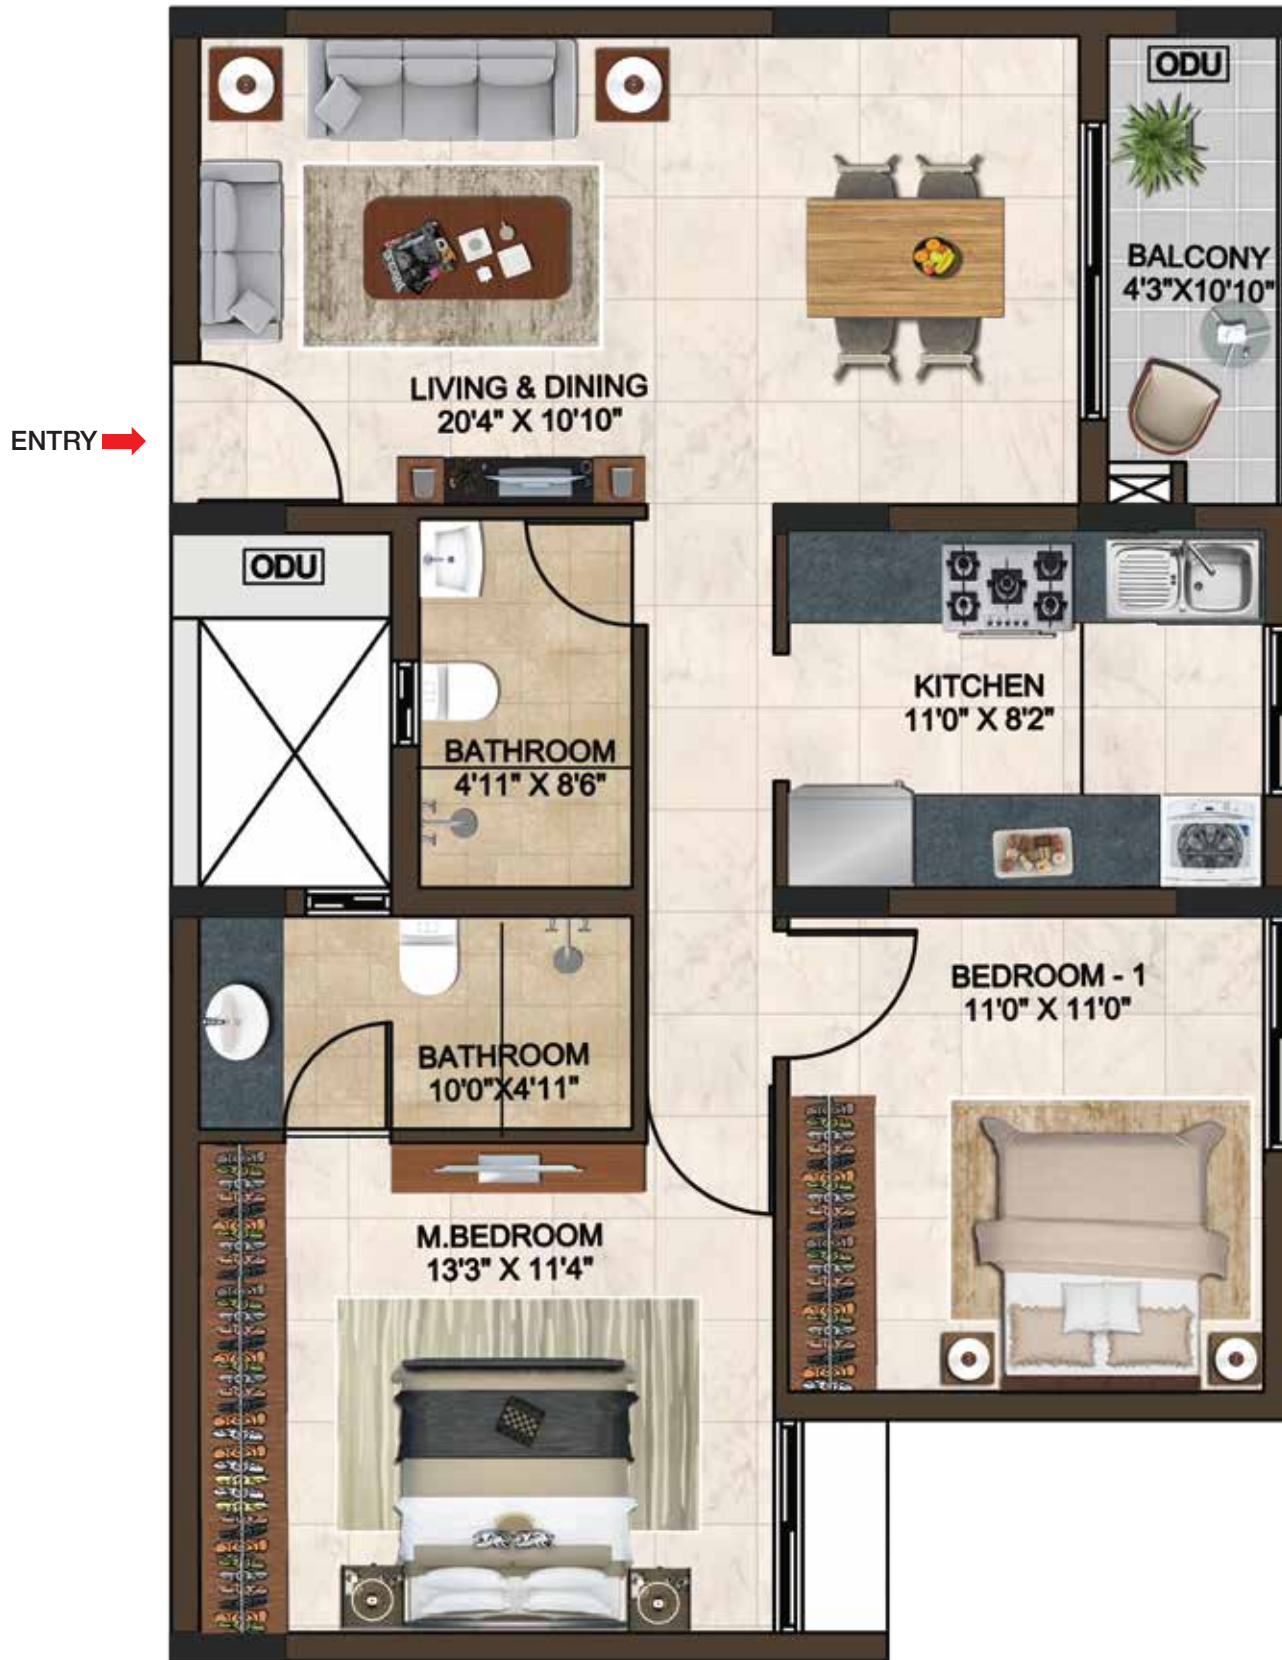 ODU
BALCONY
4'3"X10'10"
LIVING & DINING
20'4" X 10'10"
ENTRY
ODU
KITCHEN
11'0" X 8'2"
BATHROOM
4'11" X 8'6"
BEDROOM - 1
11'0" X 11'0"
BATHROOM
10'0"X4'11"
M.BEDROOM
13'3" X 11'4"